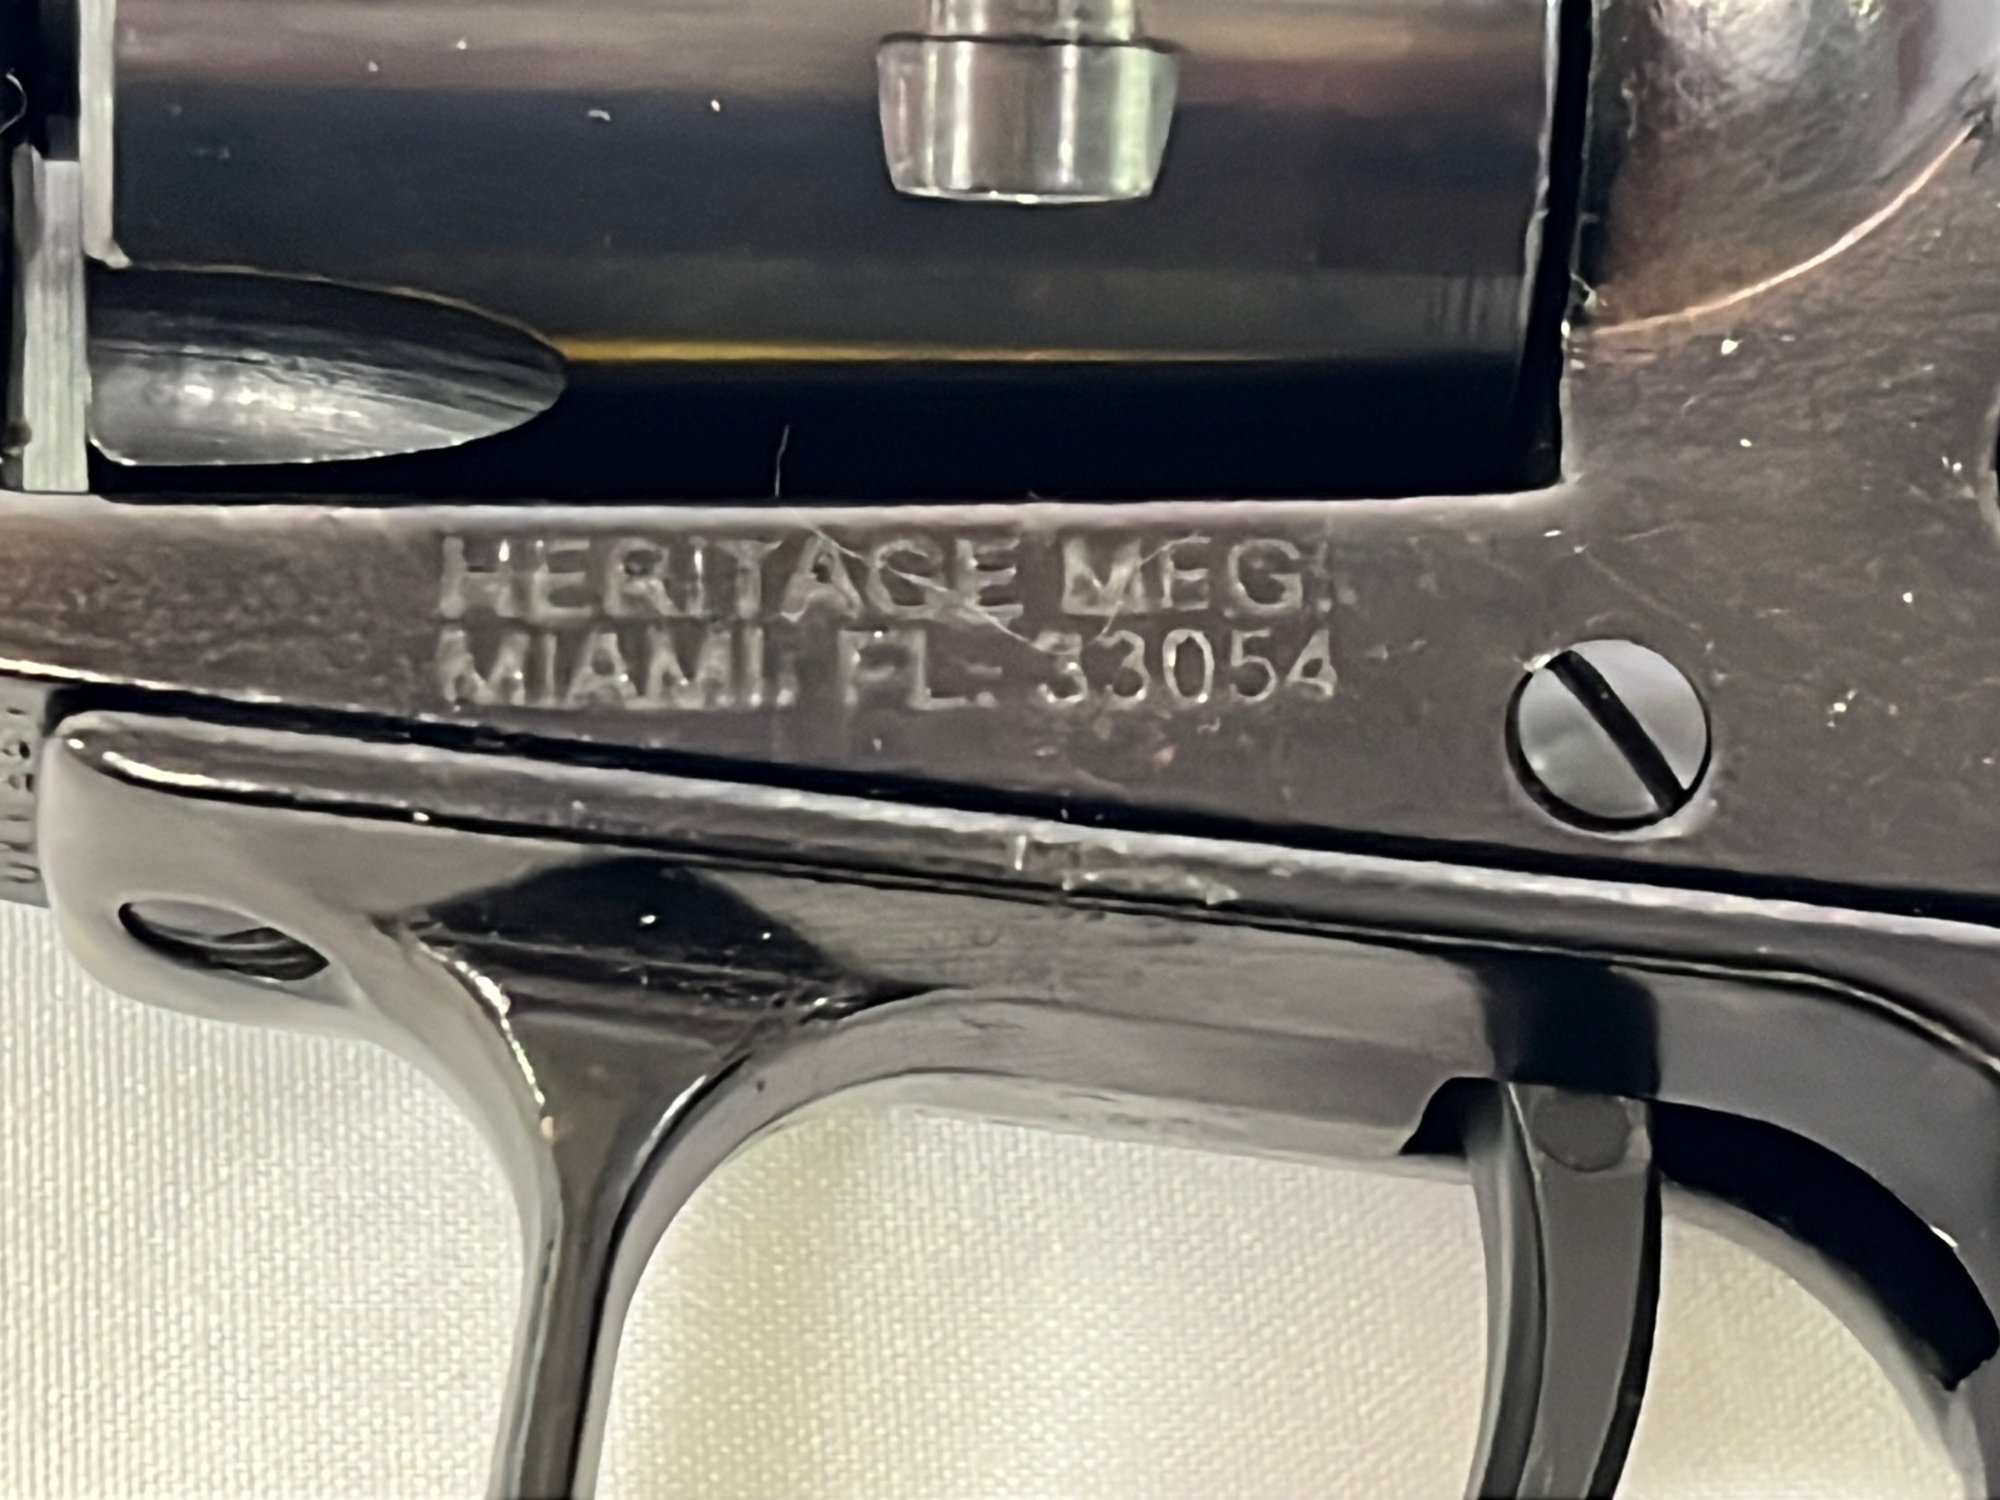 HERITAGE MFG.
MIAMI. FL. 33054